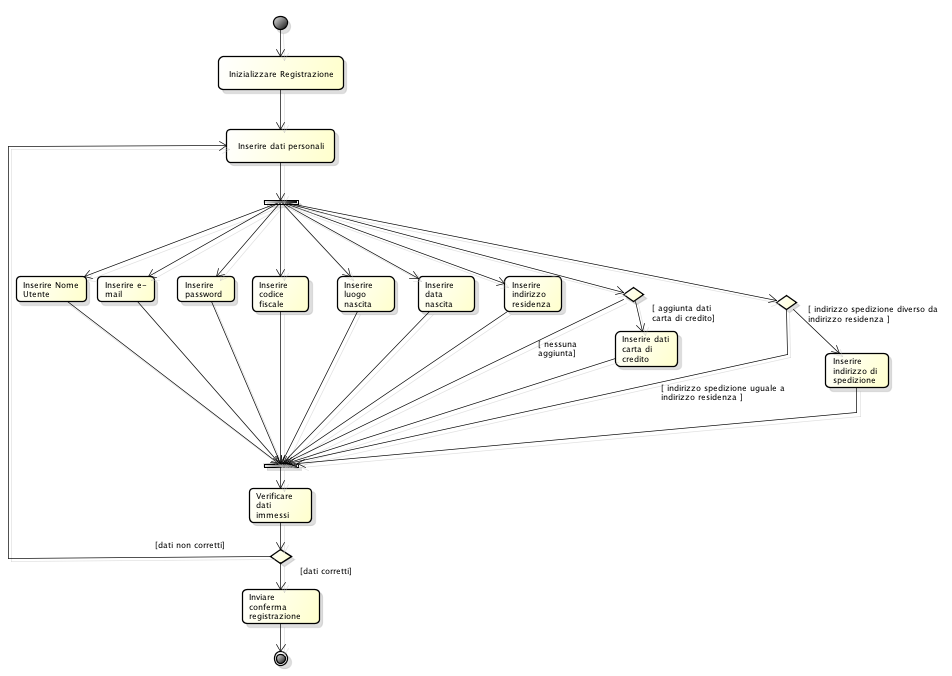 Inizializzare Registrazione
Inserire dati personali
Inserire Nome
Utente
Inserire e-
mail
Inserire
password
Inserire
codice
fiscale
Inserire
luogo
nascita
Inserire
data
nascita
Inserire
indirizzo
residenza
[ aggiunta dati
carta di credito]
[ indirizzo spedizione diverso da
indirizzo residenza ]
[ nessuna
aggiunta]
Inserire dati
carta di
credito
Inserire
indirizzo di
spedizione
[ indirizzo spedizione uguale a
indirizzo residenza ]
Verificare
dati
immessi
[dati non corretti]
[dati corretti]
Inviare
conferma
registrazione